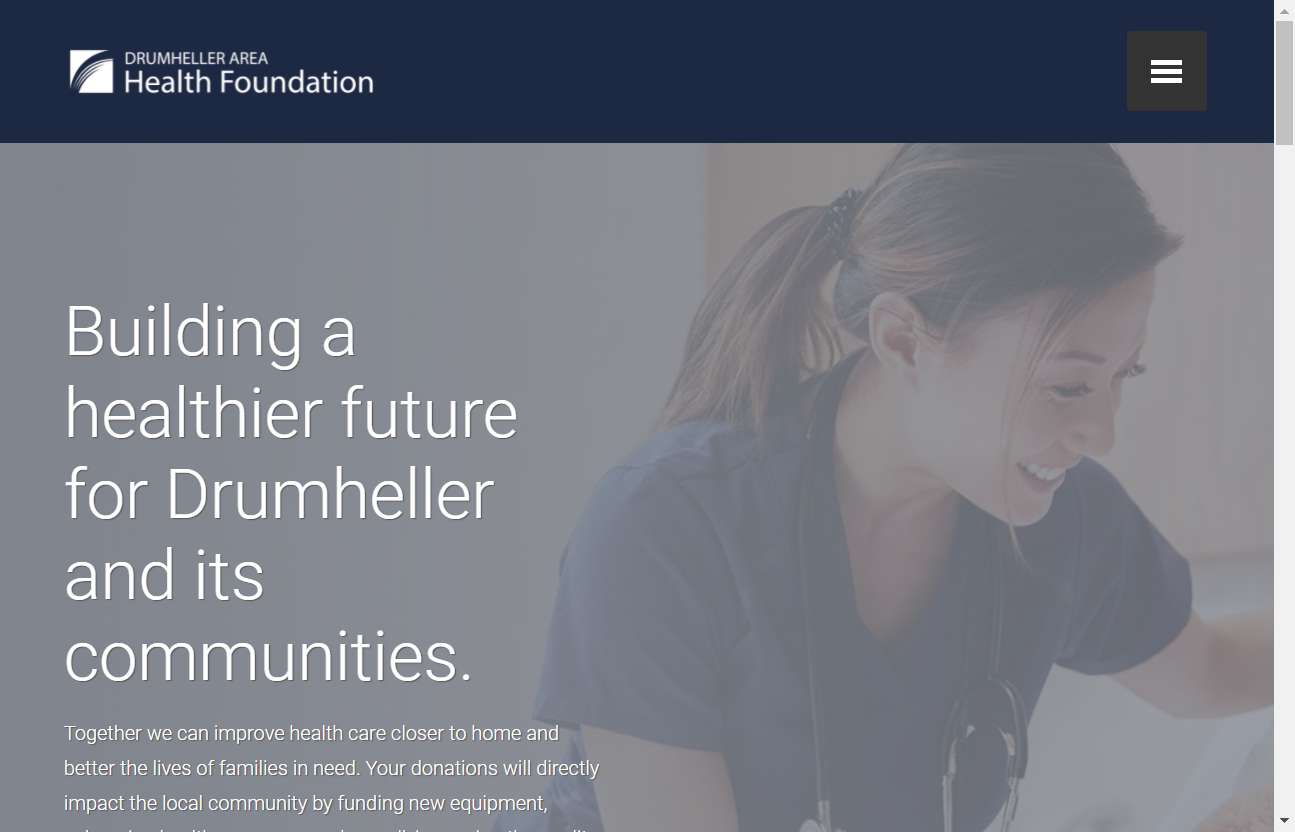 DRUMHELLER AREA
Health Foundation
Building a
healthier future
for Drumheller
and its
communities.
Together we can improve health care closer to home and
better the lives of families in need. Your donations will directly
impact the local community by funding new equipment,